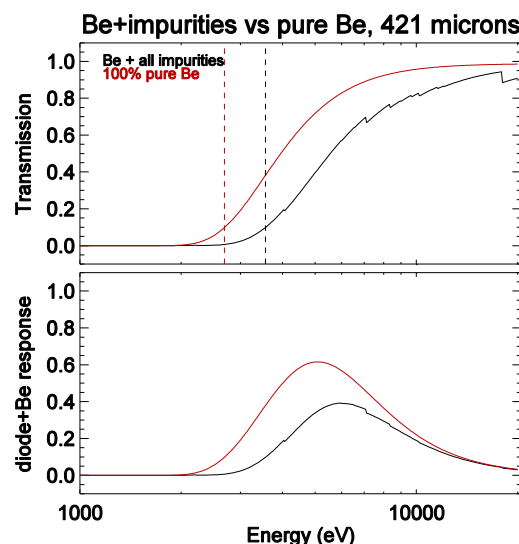 Be+impurities vs pure Be, 421 microns
Be + all impurities
100% pure Be
Transmission
1.0
0.8
0.6
0.4
0.2
0.0
diode+Be response
1.0
0.8
0.6
0.4
0.2
0.0
1000
10000
Energy (eV)